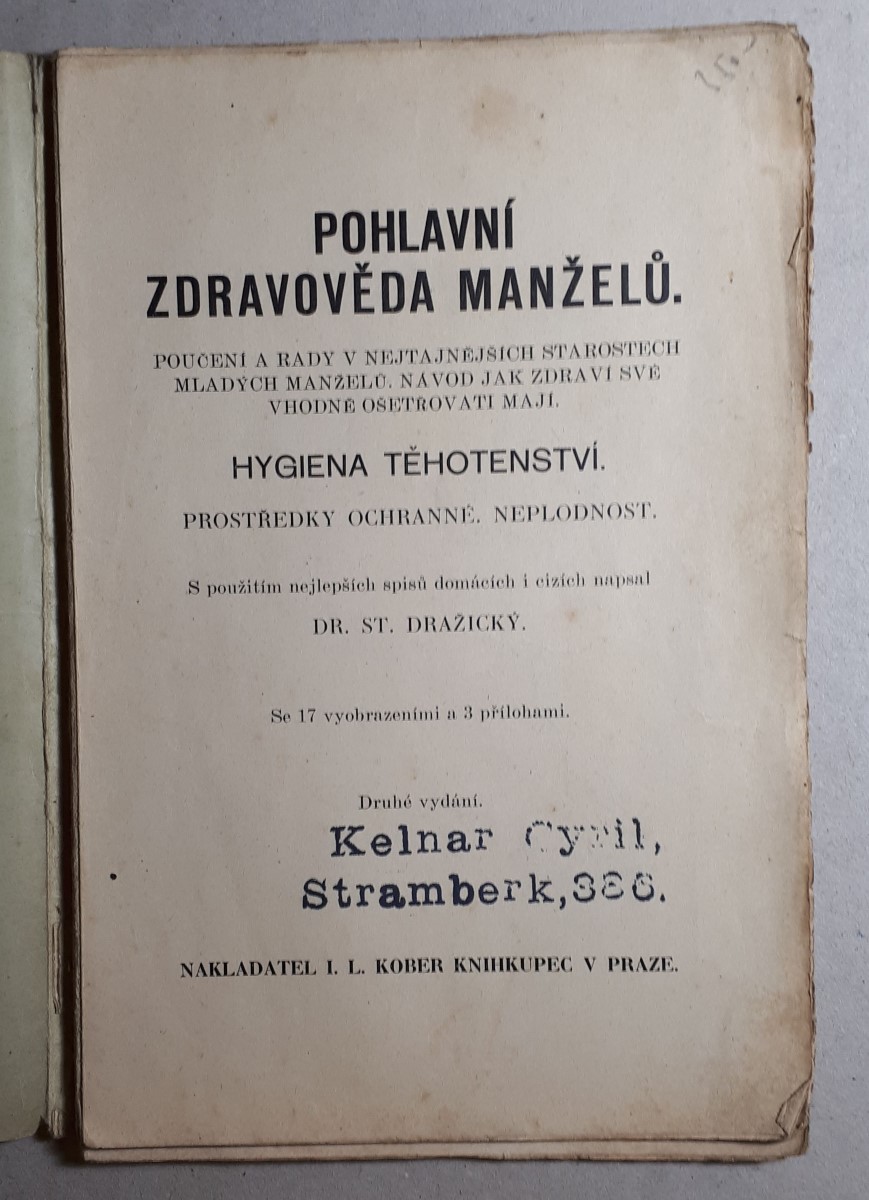 POHLAVNÍ
ZDRAVOVĚDA MANŽELŮ.
POUČENÍ A RADY V NEJTAJNĚJŠÍCH STAROSTECH
MLADÝCH MANŽELŮ. NÁVOD JAK ZDRAVÍ SVÉ
VHODNĚ OŠETŘOVATI MAJÍ.
HYGIENA TĚHOTENSTVÍ.
PROSTŘEDKY OCHRANNÉ. NEPLODNOST.
S použitím nejlepších spisů domácích i cizích napsal
DR. ST. DRAŽICKÝ.
Se 17 vyobrazeními a 3 přílohami.
Druhé vydání.
Kelnar Cyril,
Stramberk,386.
NAKLADATEL I. L. KOBER KNIHKUPEC V PRAZE.